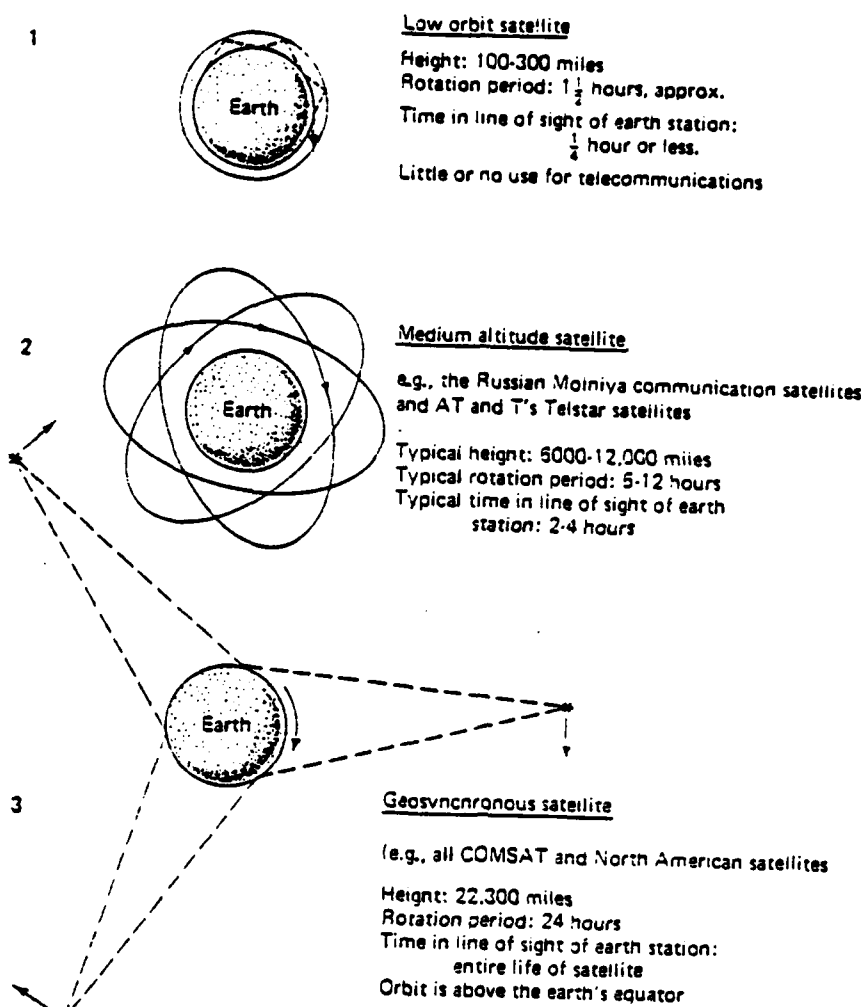 1
Low orbit satellite
Height: 100-300 miles
Rotation period: 1 1/2 hours, approx.
Time in line of sight of earth station:
1/4 hour or less.
Little or no use for telecommunications
Earth
2
Medium altitude satellite
e.g., the Russian Molniya communication satellites
and AT and T's Telstar satellites
Typical height: 6000-12,000 miles
Typical rotation period: 5-12 hours
Typical time in line of sight of earth
station: 2-4 hours
Earth
Earth
3
Geosynchronous satellite
(e.g., all COMSAT and North American satellites
Height: 22,300 miles
Rotation period: 24 hours
Time in line of sight of earth station:
entire life of satellite
Orbit is above the earth's equator